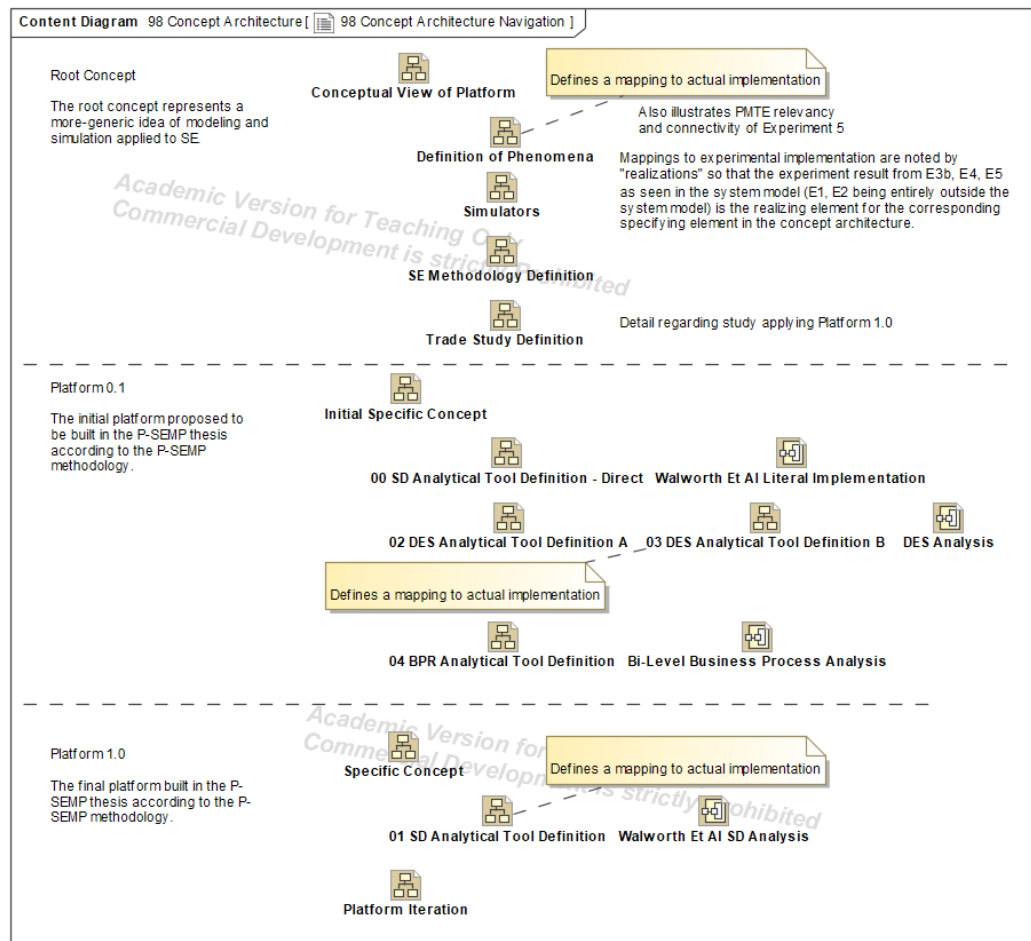 Content Diagram 98 Concept Architecture [ 98 Concept Architecture Navigation ]
Root Concept
The root concept represents a
more-generic idea of modeling and
simulation applied to SE.
Conceptual View of Platform
Defines a mapping to actual implementation
Also illustrates PMTE relevancy
and connectivity of Experiment 5
Definition of Phenomena
Mappings to experimental implementation are noted by
"realizations" so that the experiment result from E3b, E4, E5
as seen in the system model (E1, E2 being entirely outside the
system model) is the realizing element for the corresponding
specifying element in the concept architecture.
Simulators
Academic Version for Teaching Only
Commercial Development is strictly Prohibited
SE Methodology Definition
Trade Study Definition
Detail regarding study applying Platform 1.0
Platform 0.1
The initial platform proposed to
be built in the P-SEMP thesis
according to the P-SEMP
methodology.
Initial Specific Concept
00 SD Analytical Tool Definition - Direct
Walworth Et Al Literal Implementation
02 DES Analytical Tool Definition A
03 DES Analytical Tool Definition B
DES Analysis
Defines a mapping to actual implementation
04 BPR Analytical Tool Definition
Bi-Level Business Process Analysis
Platform 1.0
The final platform built in the P-
SEMP thesis according to the P-
SEMP methodology.
Academic Version for
Commercial Development is strictly Prohibited
Specific Concept
Defines a mapping to actual implementation
01 SD Analytical Tool Definition
Walworth Et Al SD Analysis
Platform Iteration